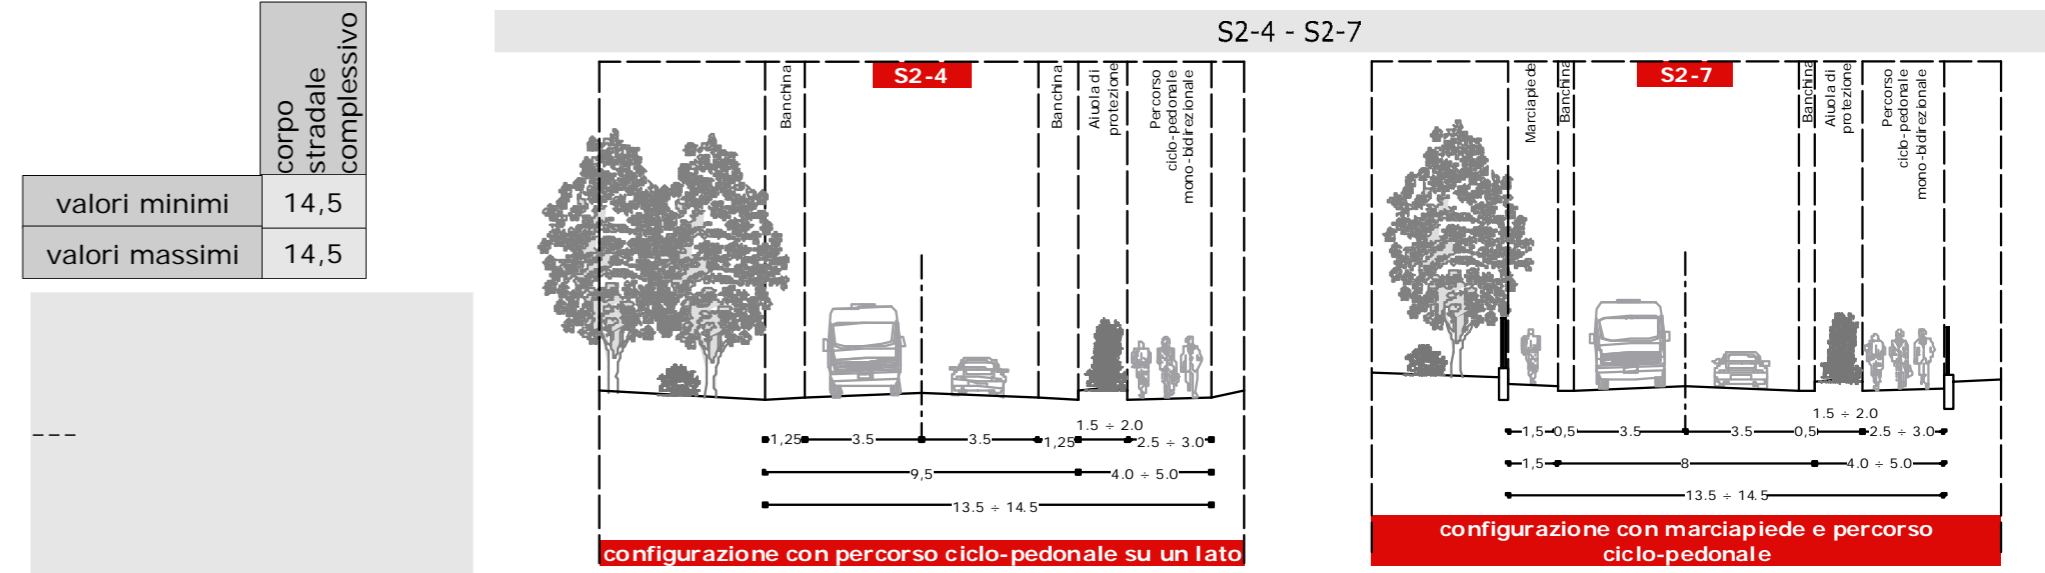 corpo
stradale
complessivo
valori minimi 14,5
valori massimi 14,5
---
S2-4 - S2-7
S2-4
Banchina
Banchina
Aiuola di
protezione
Percorso
ciclo-pedonale
mono-bidirezionale
1,25 3.5 3.5 1,25 1.5 ÷ 2.0 2.5 ÷ 3.0
9,5 4.0 ÷ 5.0
13.5 ÷ 14.5
configurazione con percorso ciclo-pedonale su un lato
S2-7
Marciapiede
Banchina
Banchina
Aiuola di
protezione
Percorso
ciclo-pedonale
mono-bidirezionale
1,5 0,5 3.5 3.5 0,5 1.5 ÷ 2.0 2.5 ÷ 3.0
1,5 8 4.0 ÷ 5.0
13.5 ÷ 14.5
configurazione con marciapiede e percorso
ciclo-pedonale